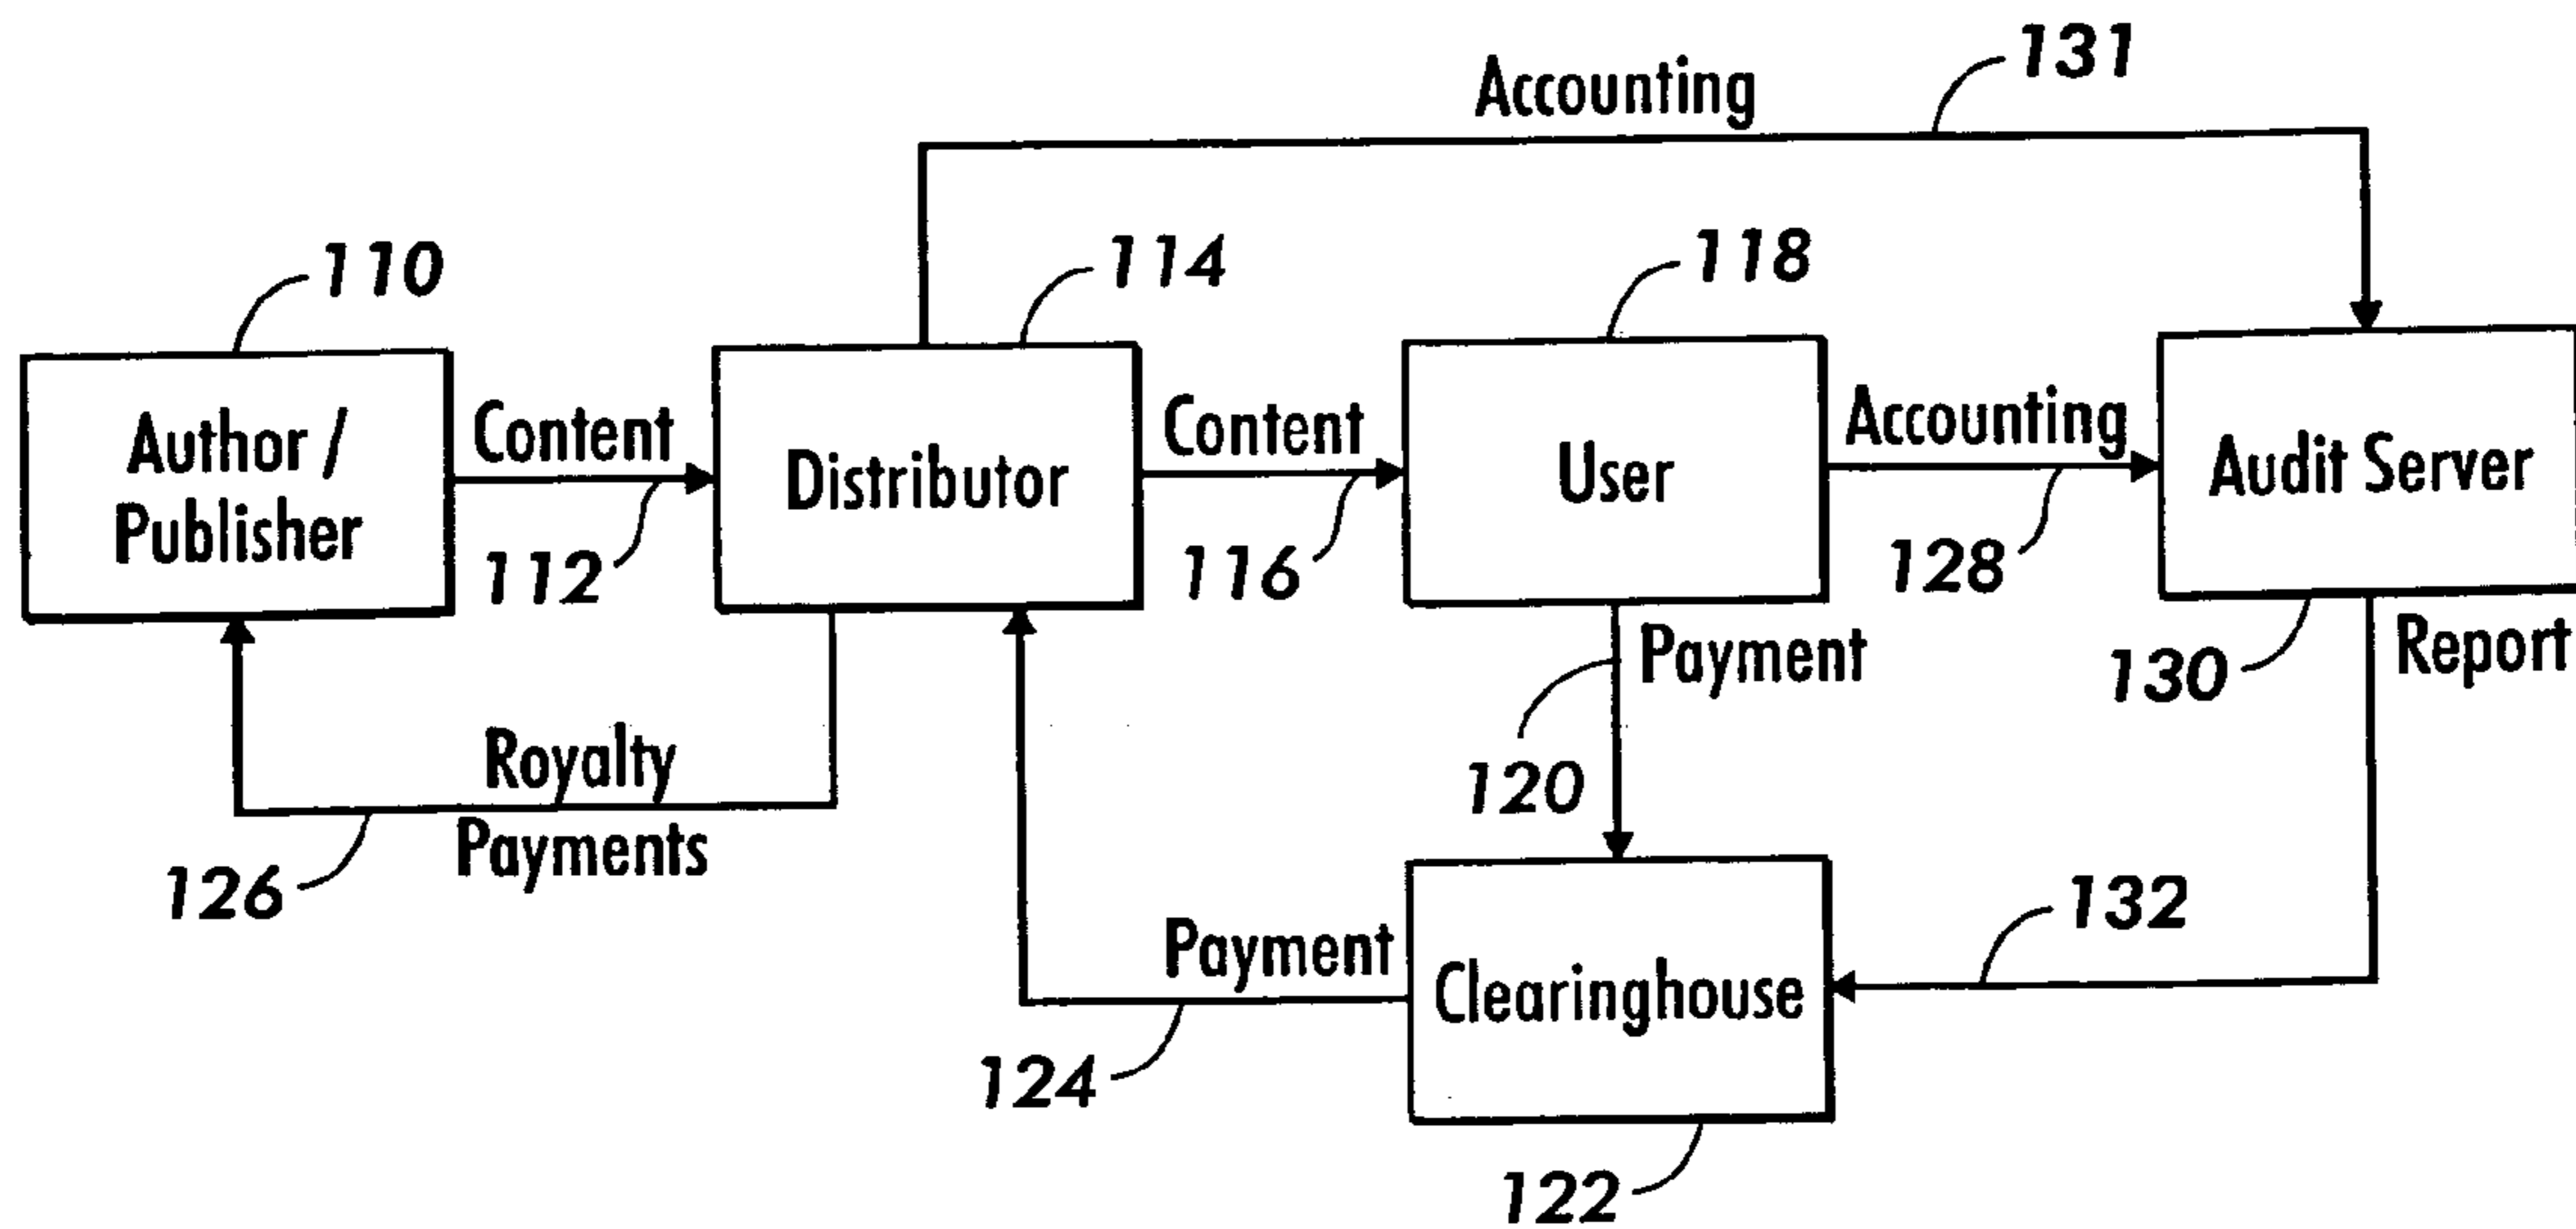 Accounting
131
110
114
118
Author /
Publisher
Content
112
Distributor
Content
116
User
Accounting
128
Audit Server
130
Report
Payment
120
Royalty
Payments
126
Payment
124
Clearinghouse
122
132